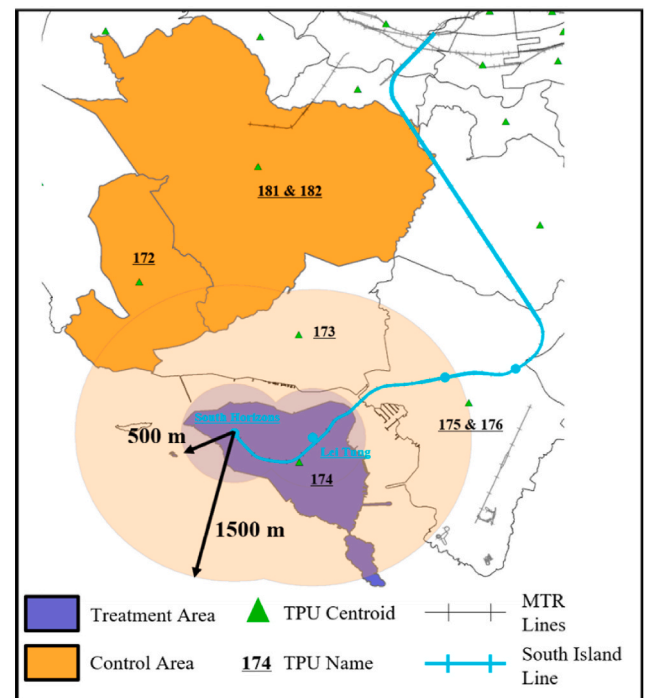 181 & 182
172
173
South Horizons
175 & 176
500 m
Lei Tung
174
1500 m
Treatment Area
TPU Centroid
MTR
Lines
Control Area
174 TPU Name
South Island
Line